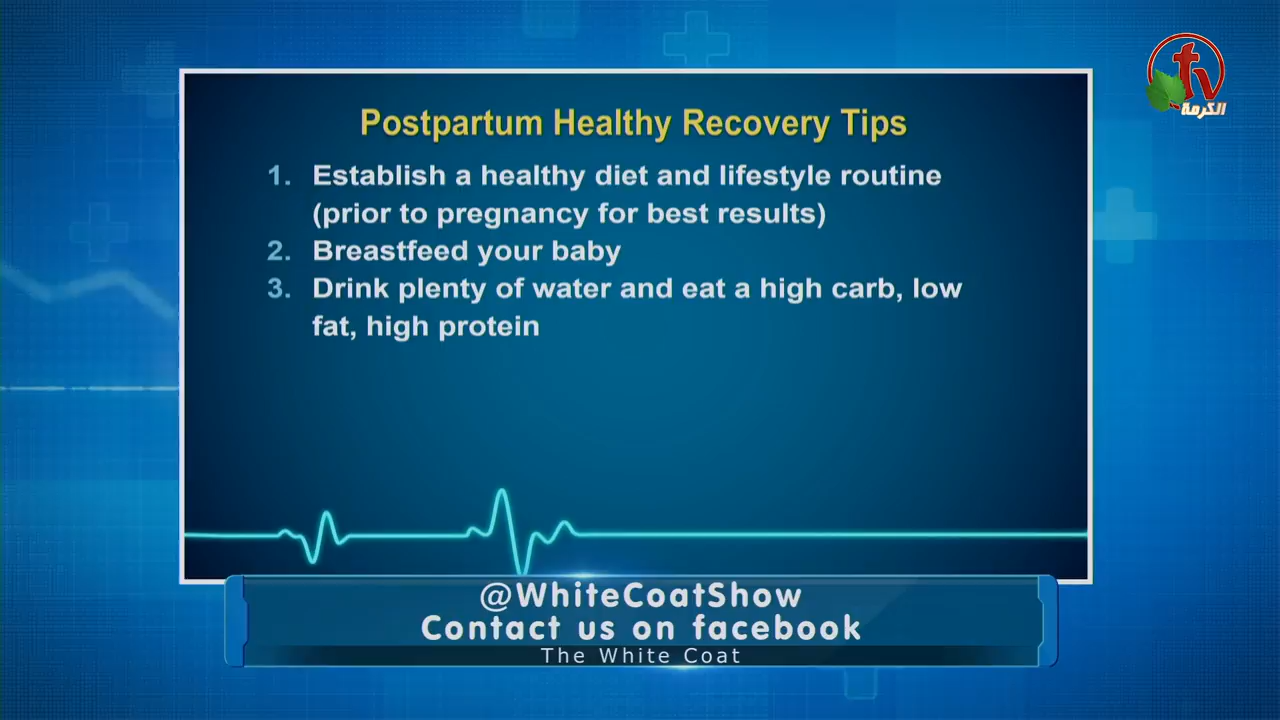 tv
الكرمة
Postpartum Healthy Recovery Tips
1. Establish a healthy diet and lifestyle routine
(prior to pregnancy for best results)
2. Breastfeed your baby
3. Drink plenty of water and eat a high carb, low
fat, high protein
@WhiteCoatShow
Contact us on facebook
The White Coat